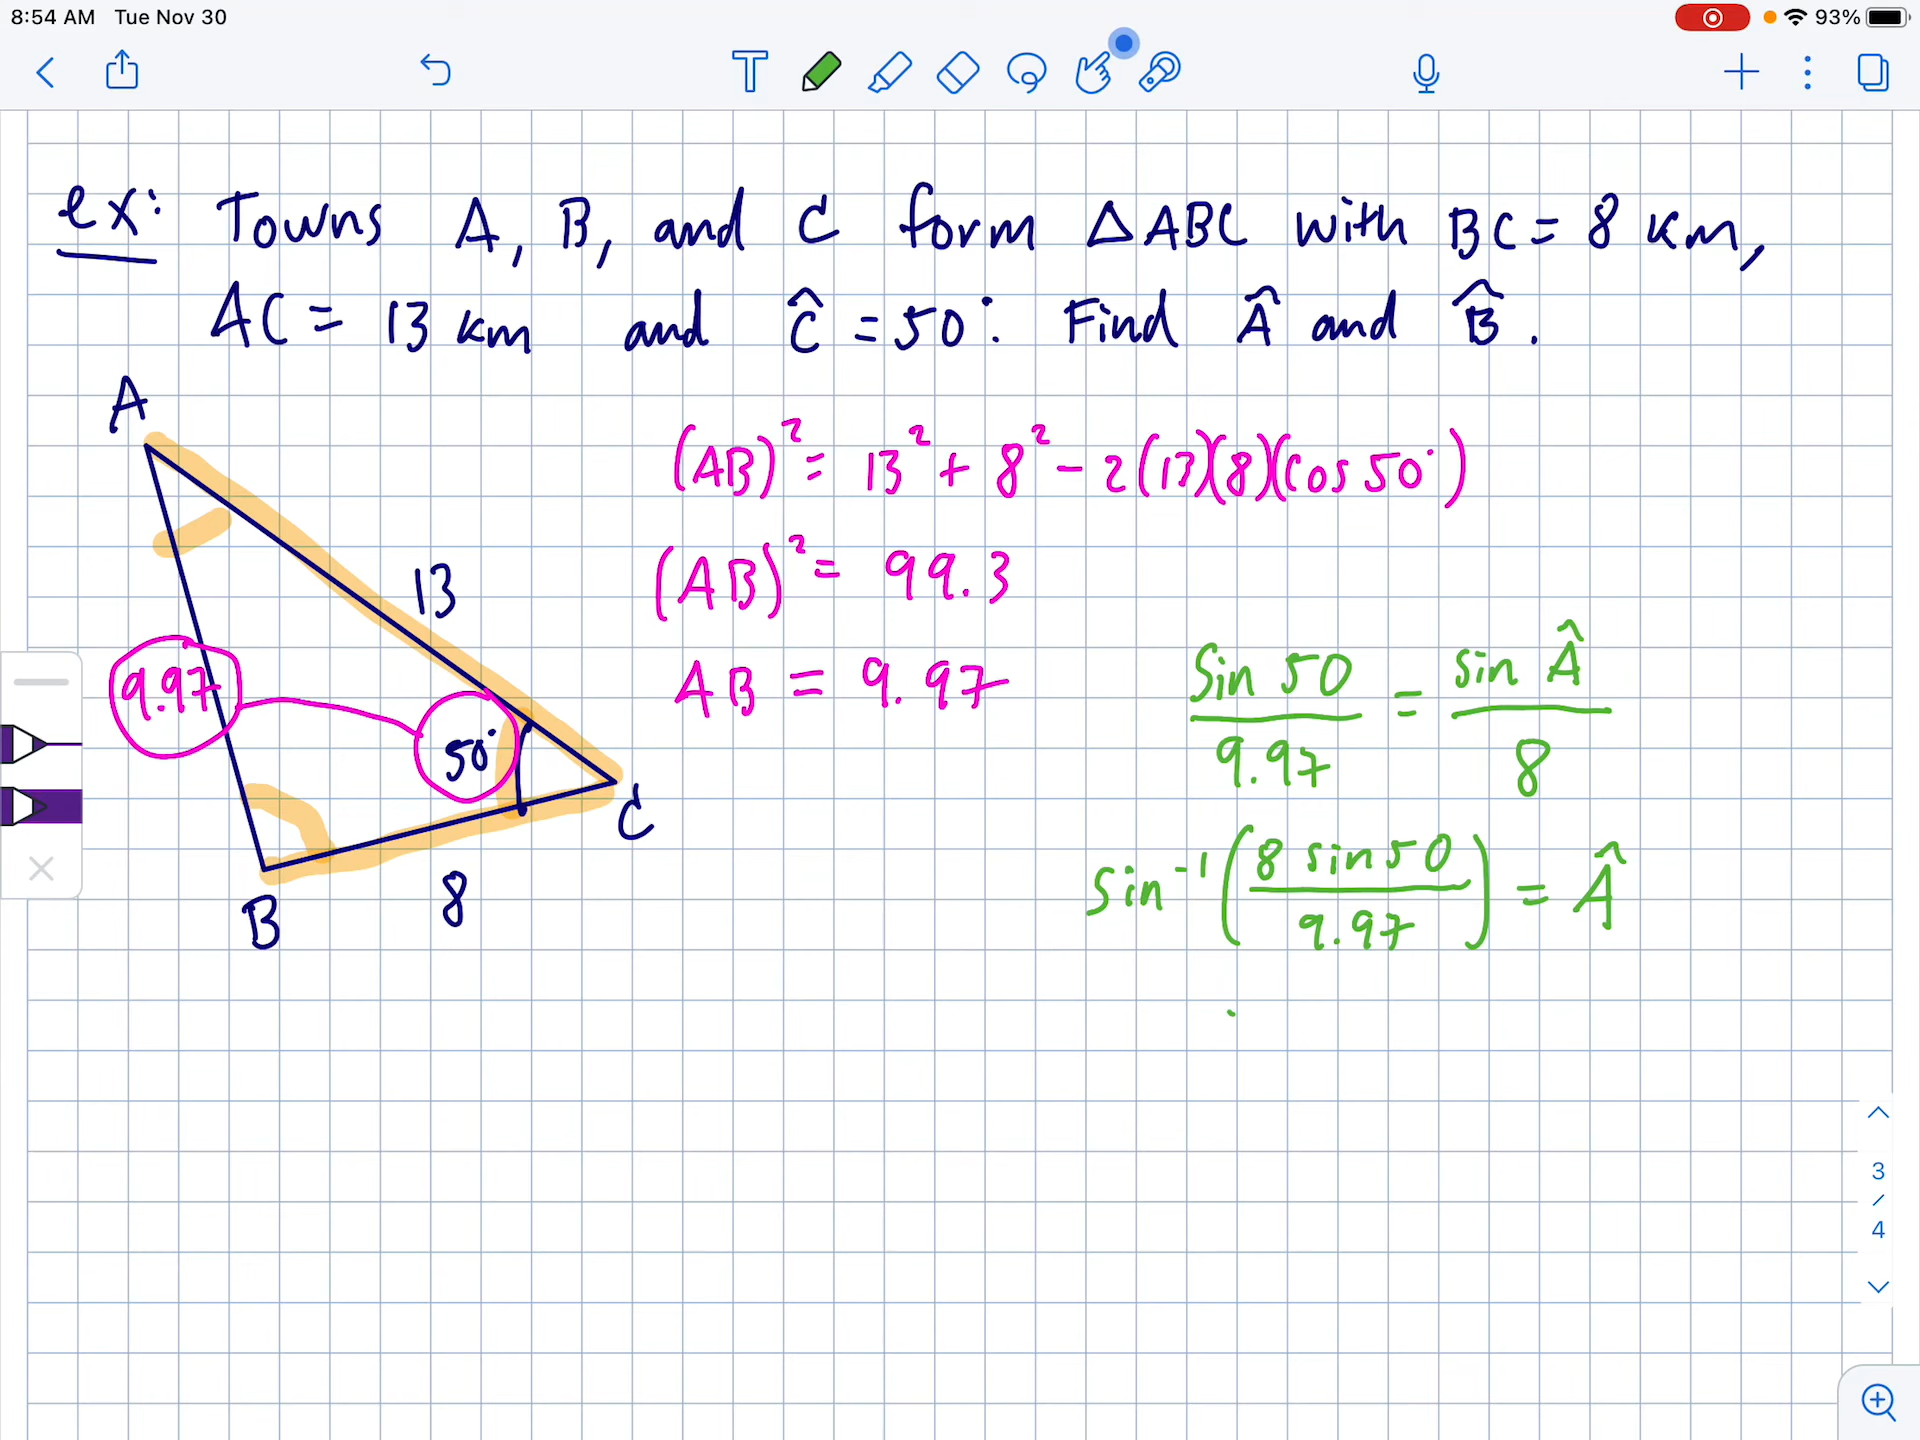 8:54 AM Tue Nov 30
93%
T
ex: Towns A, B, and C form △ABC with BC = 8 km,
AC = 13 km and Ĉ = 50°. Find Â and B̂.
A
(AB)² = 13² + 8² - 2(13)(8)(cos 50°)
(AB)² = 99.3
13
AB = 9.97
9.97
50°
C
B
8
sin 50 / 9.97 = sin Â / 8
sin⁻¹(8 sin 50 / 9.97) = Â
3
/
4